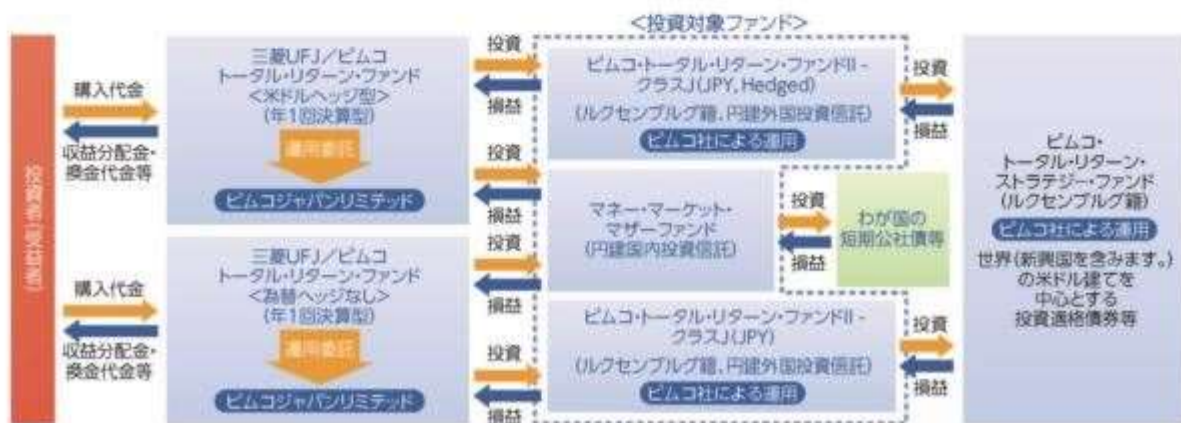 <投資対象ファンド>
投資者(受益者)
購入代金
収益分配金・
換金代金等
購入代金
収益分配金・
換金代金等
三菱UFJ/ピムコ
トータル・リターン・ファンド
<米ドルヘッジ型>
(年1回決算型)
運用委託
ピムコジャパンリミテッド
三菱UFJ/ピムコ
トータル・リターン・ファンド
<為替ヘッジなし>
(年1回決算型)
運用委託
ピムコジャパンリミテッド
投資
損益
投資
損益
投資
損益
投資
損益
ピムコ・トータル・リターン・ファンドII -
クラスJ(JPY, Hedged)
(ルクセンブルグ籍、円建外国投資信託)
ピムコ社による運用
マネー・マーケット・
マザーファンド
(円建国内投資信託)
投資
損益
わが国の
短期公社債等
ピムコ・トータル・リターン・ファンドII -
クラスJ(JPY)
(ルクセンブルグ籍、円建外国投資信託)
ピムコ社による運用
投資
損益
投資
損益
ピムコ・
トータル・リターン・
ストラテジー・ファンド
(ルクセンブルグ籍)
ピムコ社による運用
世界(新興国を含みます。)
の米ドル建てを
中心とする
投資適格債券等